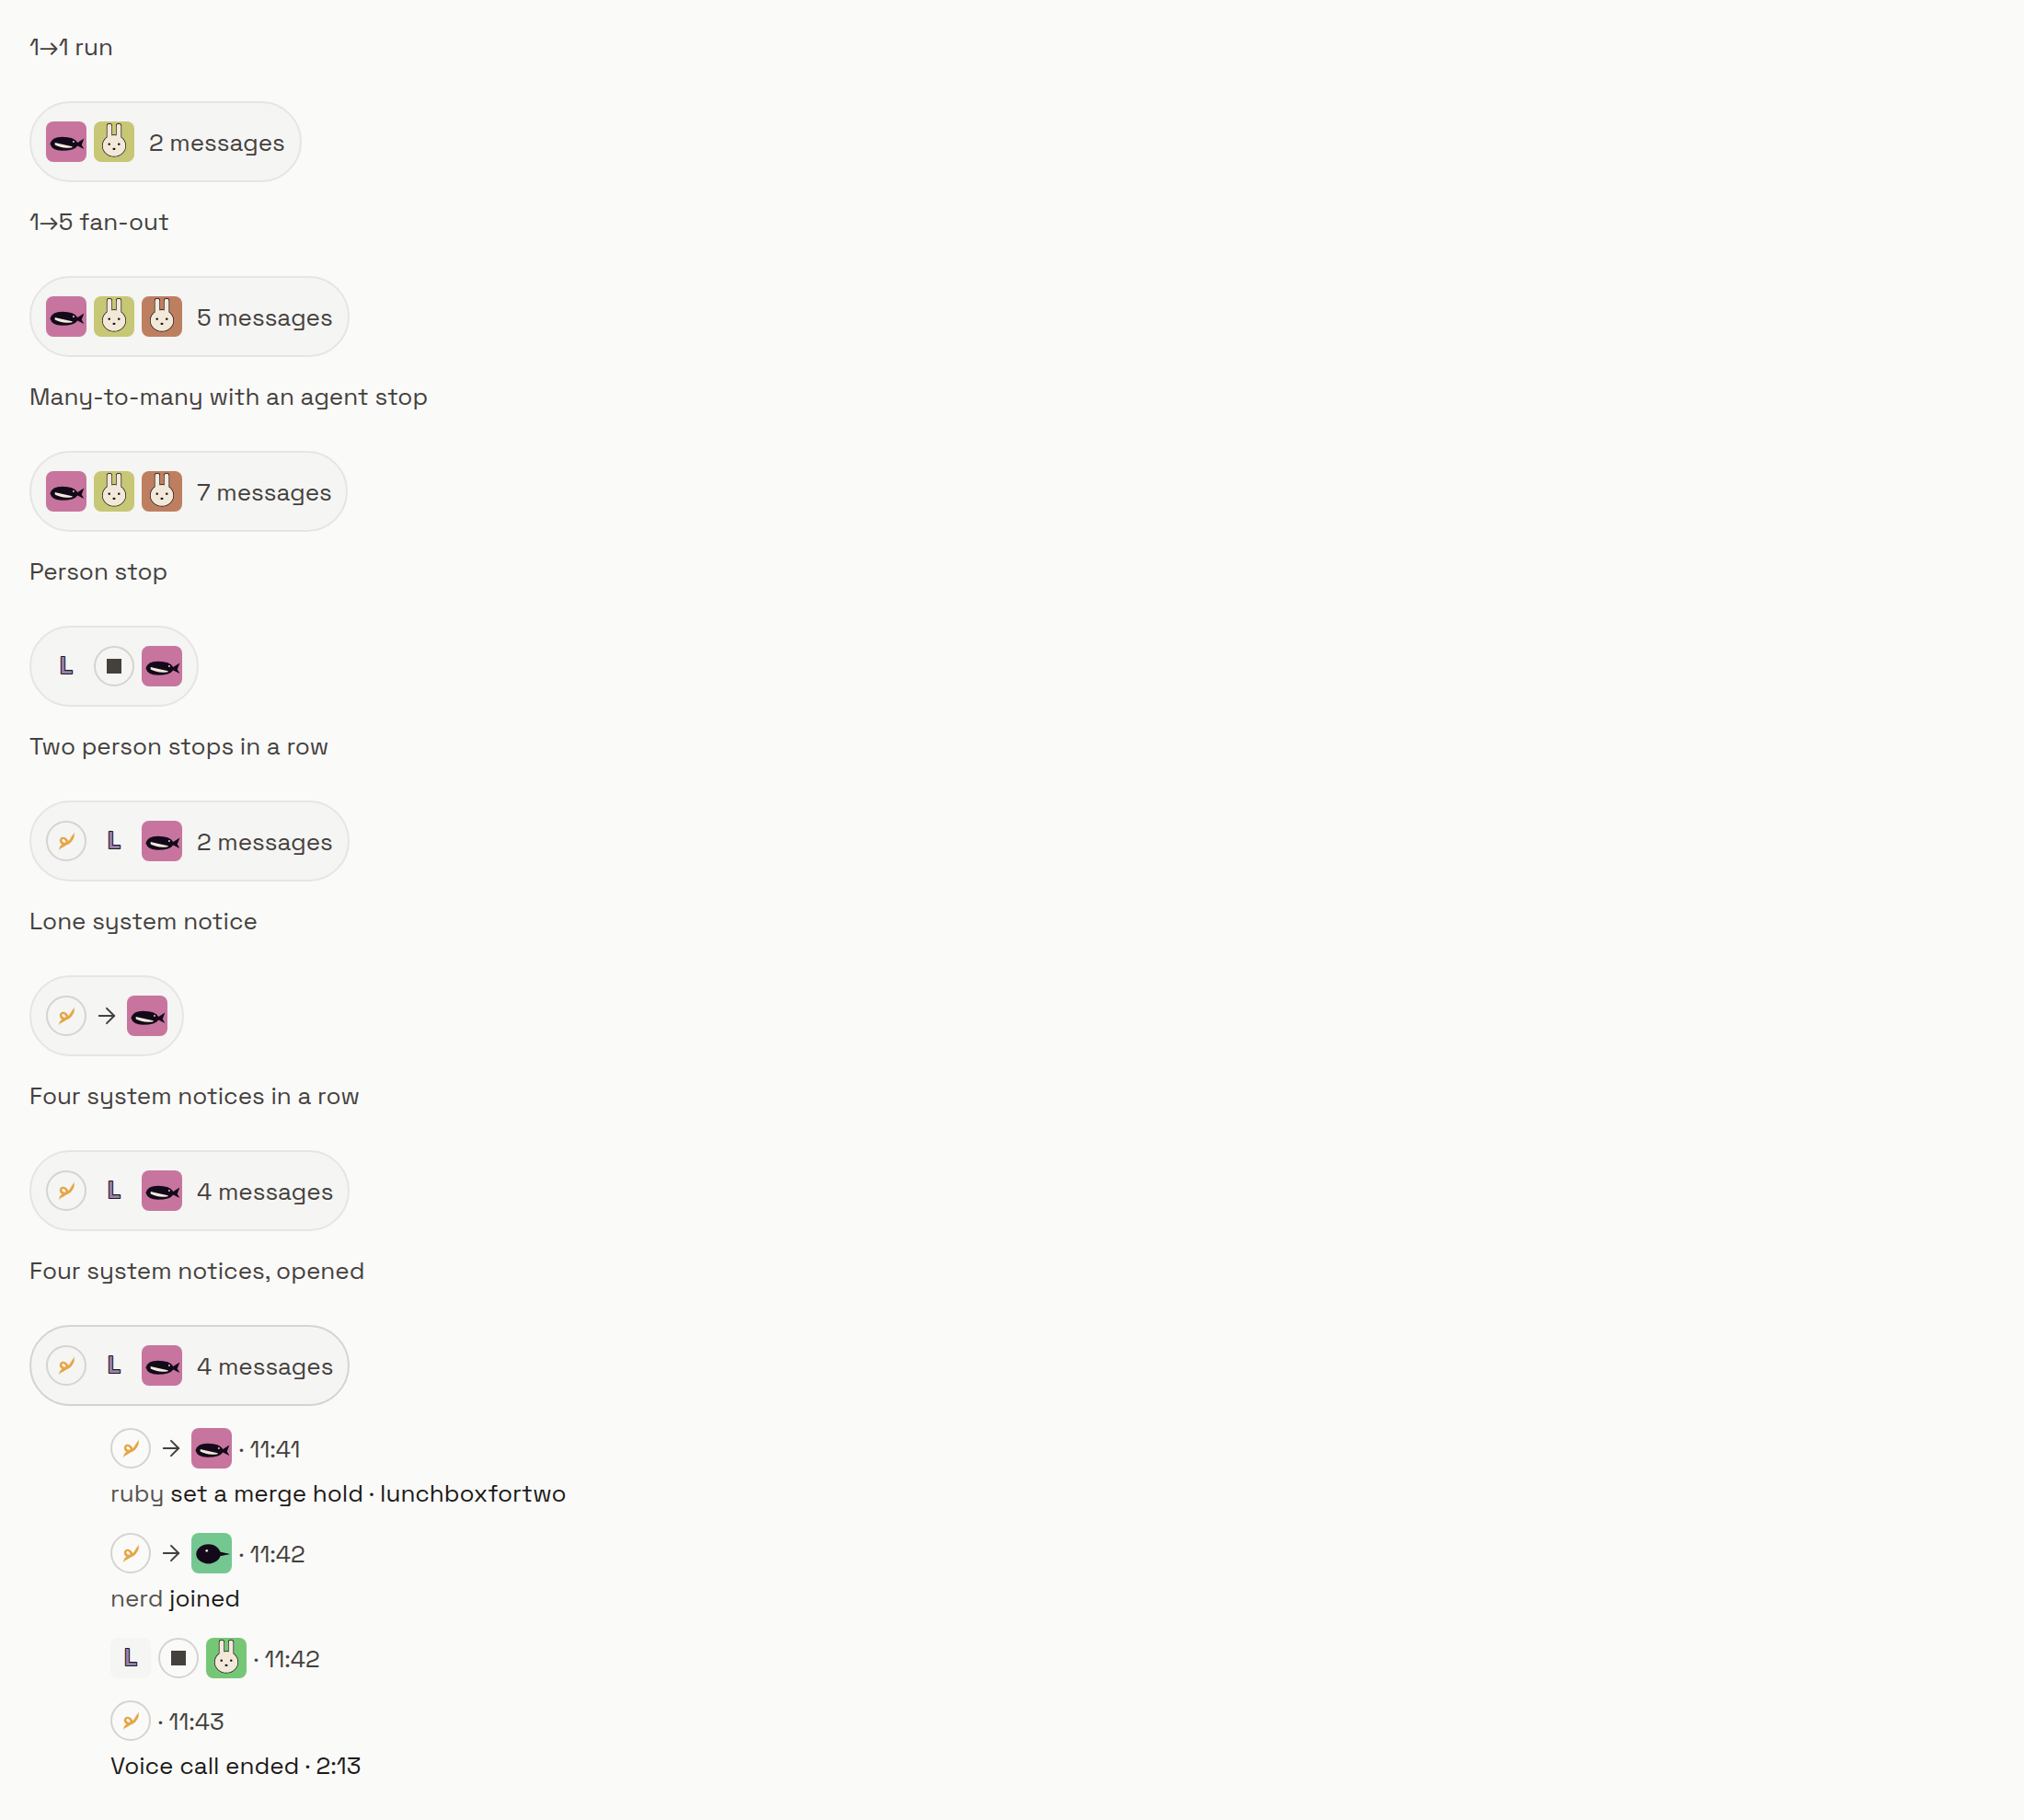 1→1 run
2 messages
1→5 fan-out
5 messages
Many-to-many with an agent stop
7 messages
Person stop
L
Two person stops in a row
L 2 messages
Lone system notice
→
Four system notices in a row
L 4 messages
Four system notices, opened
L 4 messages
→ · 11:41
ruby set a merge hold · lunchboxfortwo
→ · 11:42
nerd joined
L · 11:42
· 11:43
Voice call ended · 2:13